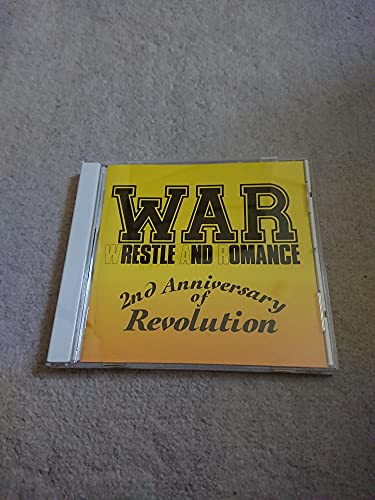 WAR
WRESTLE AND ROMANCE
2nd Anniversary
of
Revolution